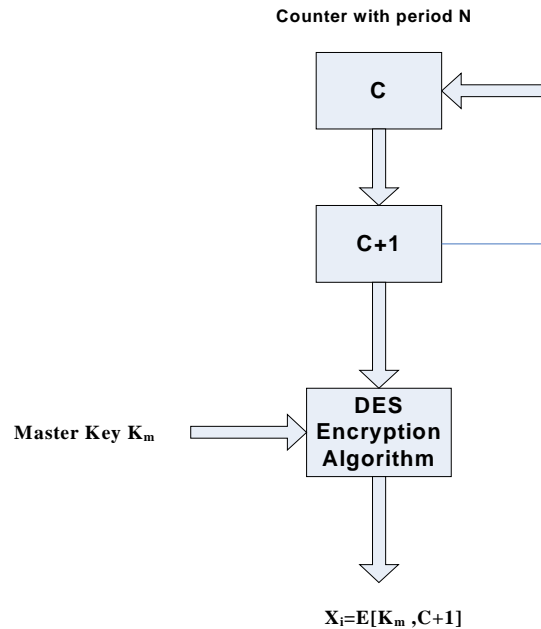 Counter with period N
C
C+1
DES
Encryption
Algorithm
Master Key Km
Xi=E[Km ,C+1]